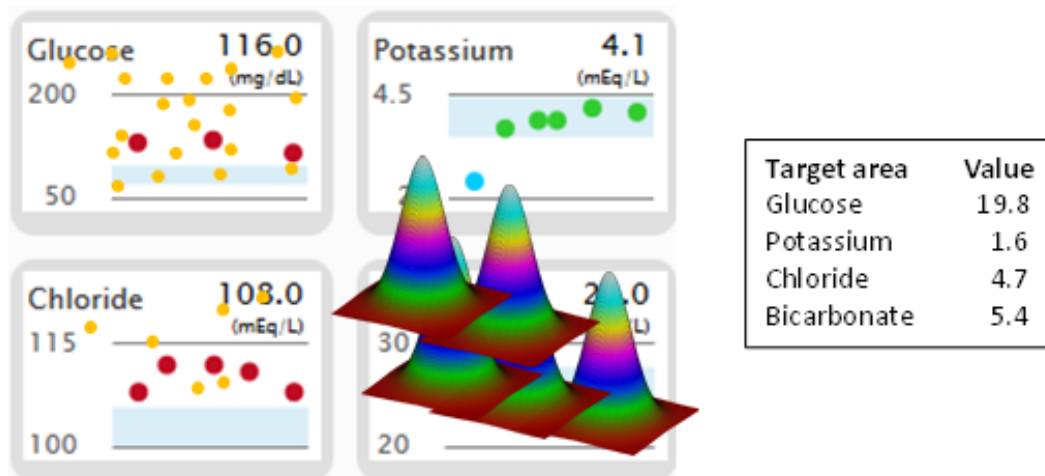 Glucose 116.0
(mg/dL)
200
50
Potassium 4.1
(mEq/L)
4.5
Chloride 108.0
(mEq/L)
115
100
30
20
Target area Value
Glucose 19.8
Potassium 1.6
Chloride 4.7
Bicarbonate 5.4